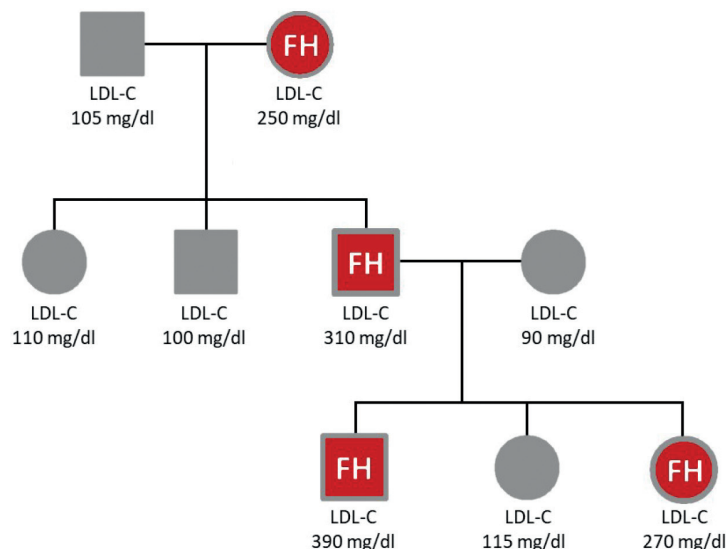 FH
LDL-C
105 mg/dl
LDL-C
250 mg/dl
FH
LDL-C
110 mg/dl
LDL-C
100 mg/dl
LDL-C
310 mg/dl
LDL-C
90 mg/dl
FH
FH
LDL-C
390 mg/dl
LDL-C
115 mg/dl
LDL-C
270 mg/dl